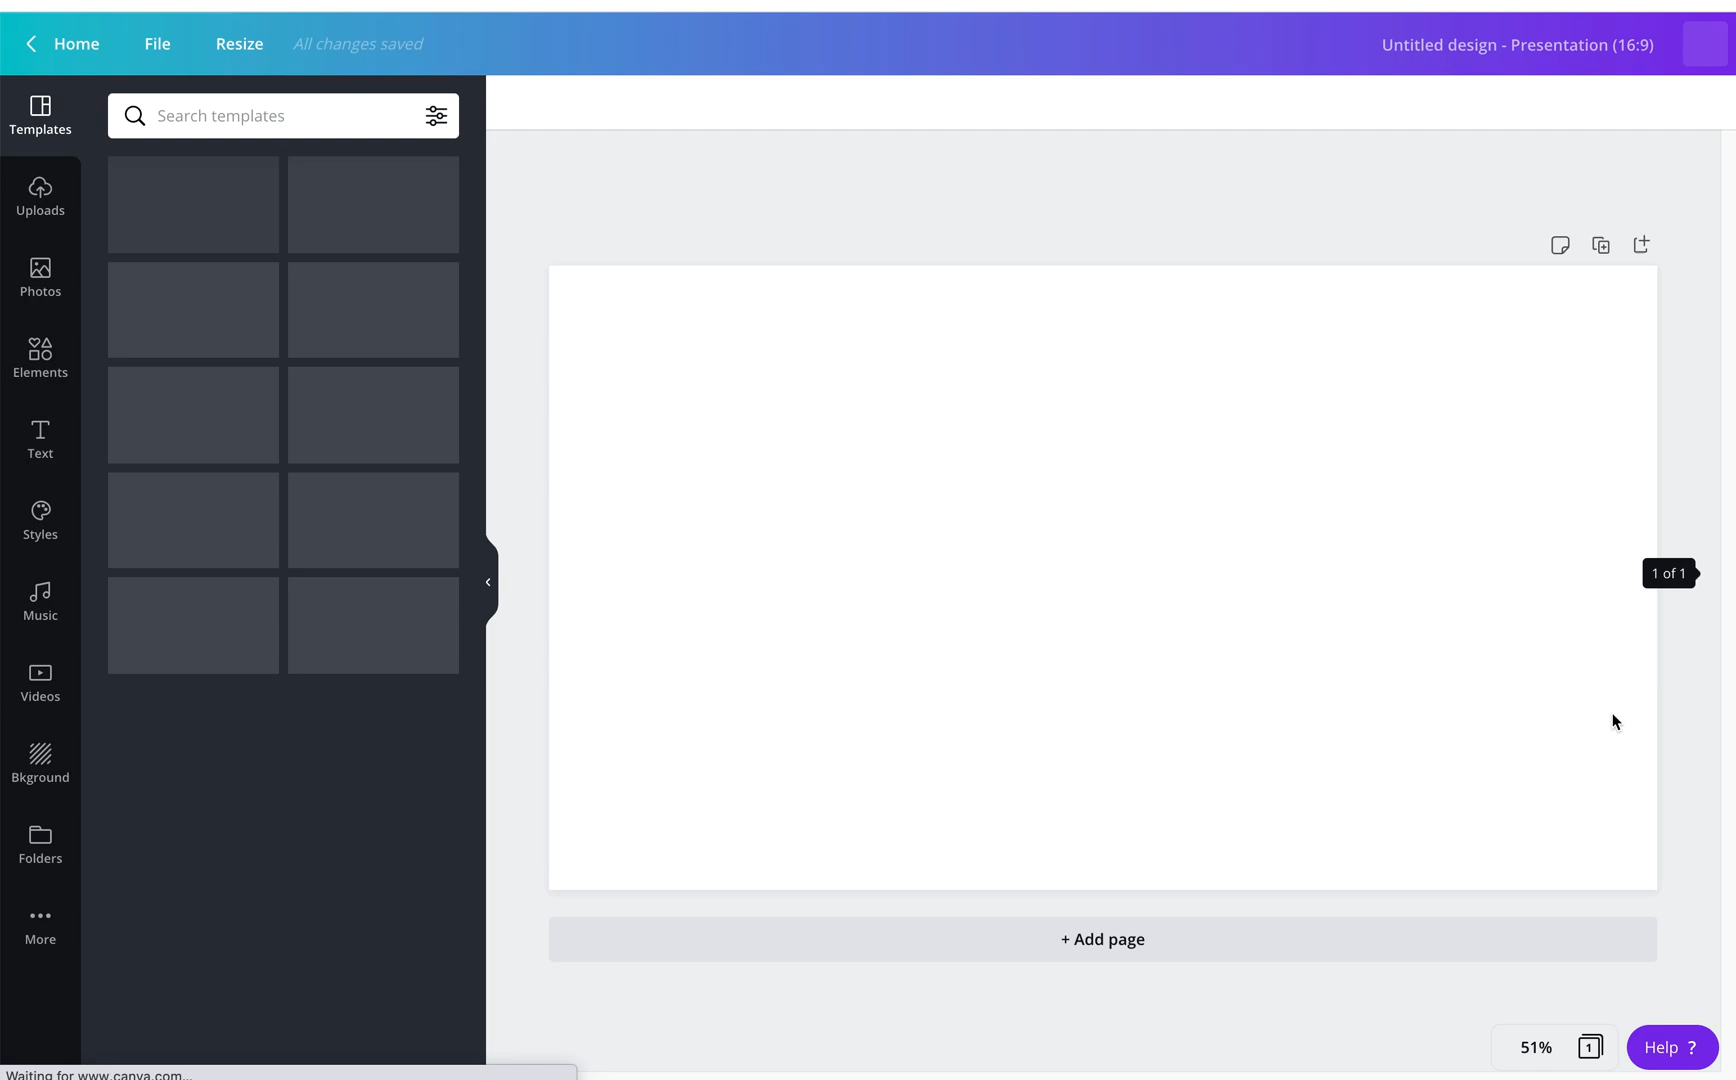 Home
File
Resize
All changes saved
Untitled design - Presentation (16:9)
Templates
Search templates
Uploads
Photos
Elements
Text
Styles
Music
Videos
Bkground
Folders
More
1 of 1
+ Add page
51%
1
Help ?
Waiting for www.canva.com...